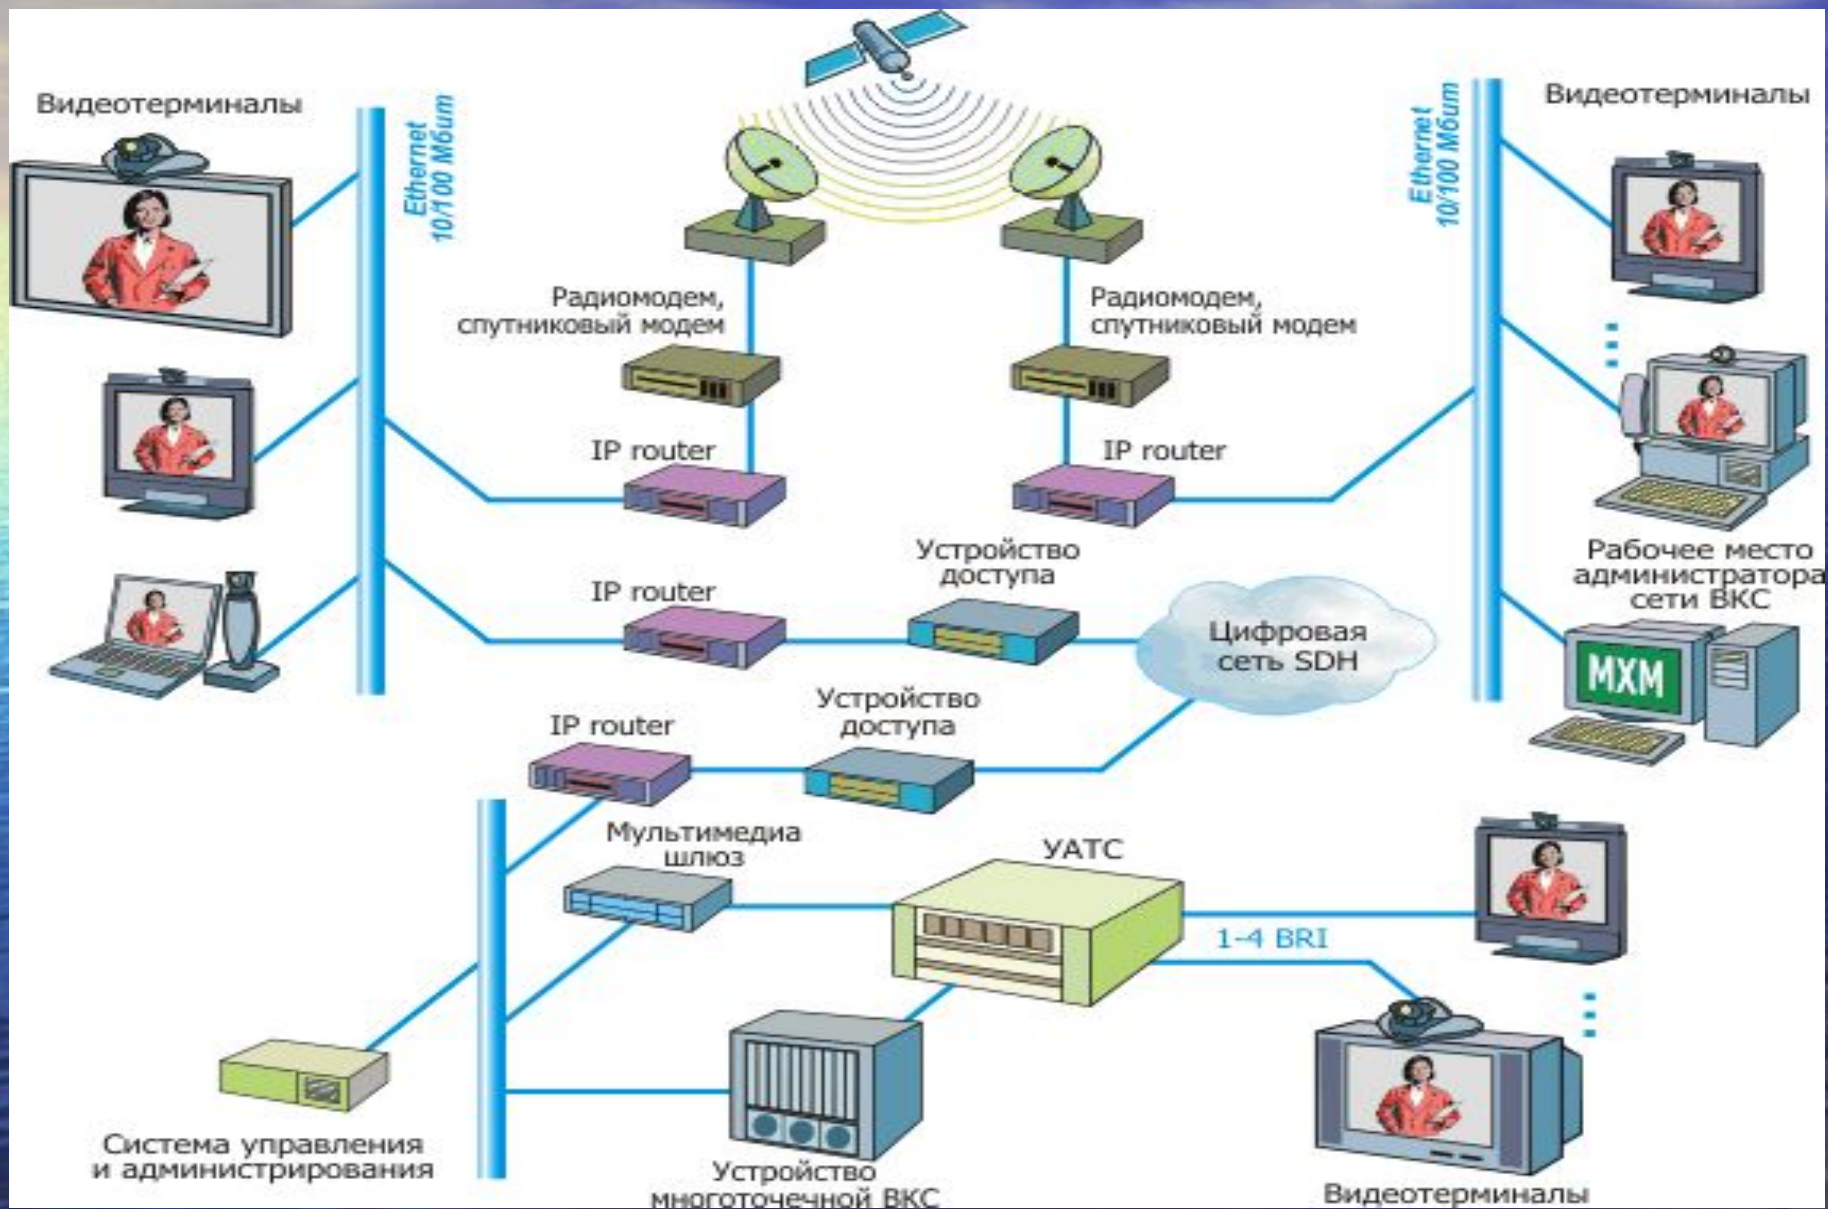 Видеотерминалы
Ethernet
10/100 Мбит
Ethernet
10/100 Мбит
Видеотерминалы
Радиомодем,
спутниковый модем
Радиомодем,
спутниковый модем
IP router
IP router
Устройство
доступа
Рабочее место
администратора
сети ВКС
IP router
Цифровая
сеть SDH
MXM
Устройство
доступа
IP router
Мультимедиа
шлюз
УАТС
1-4 BRI
Система управления
и администрирования
Устройство
многоточечной ВКС
Видеотерминалы